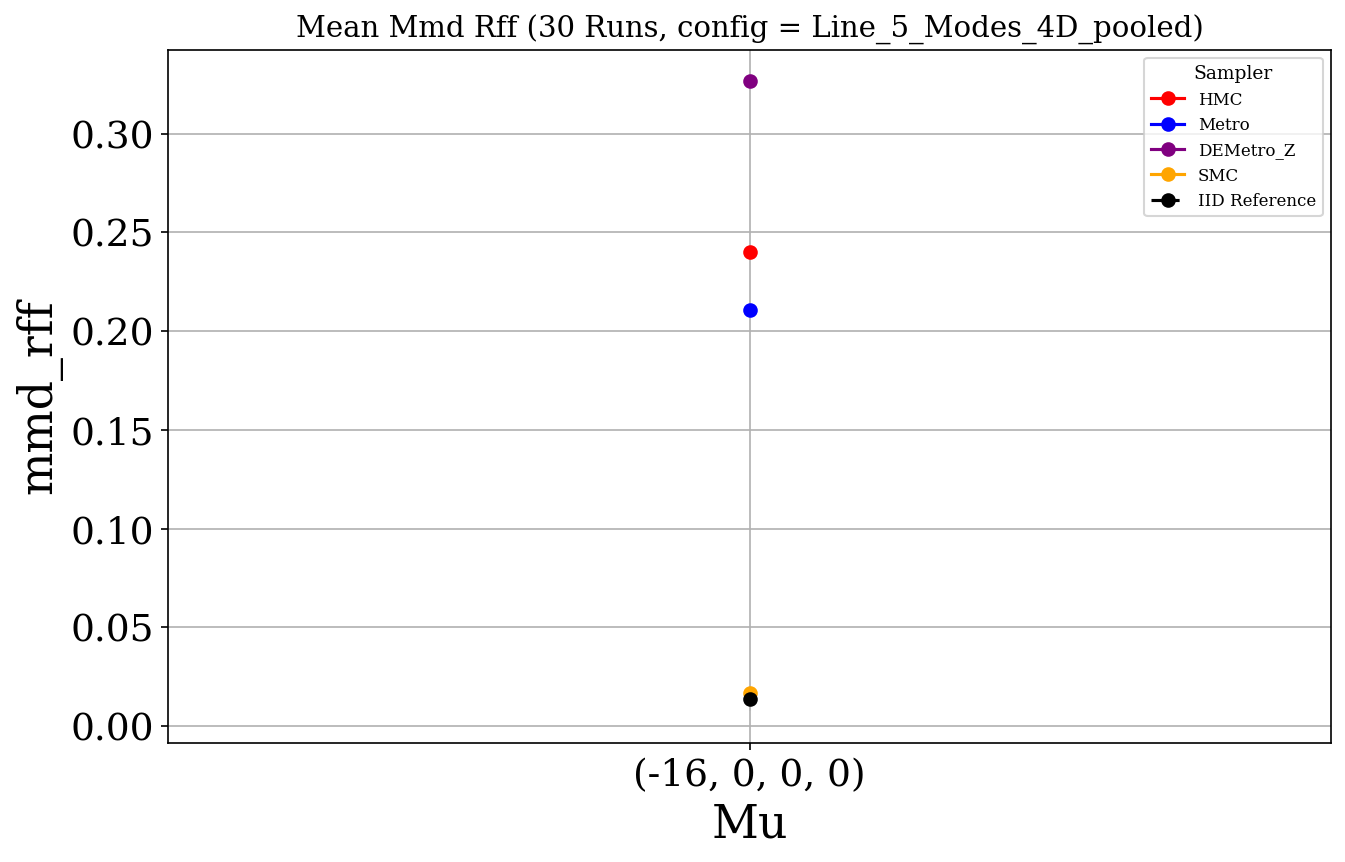 Mean Mmd Rff (30 Runs, config = Line_5_Modes_4D_pooled)
Sampler
HMC
Metro
DEMetro_Z
SMC
IID Reference
mmd_rff
0.30
0.25
0.20
0.15
0.10
0.05
0.00
(-16, 0, 0, 0)
Mu